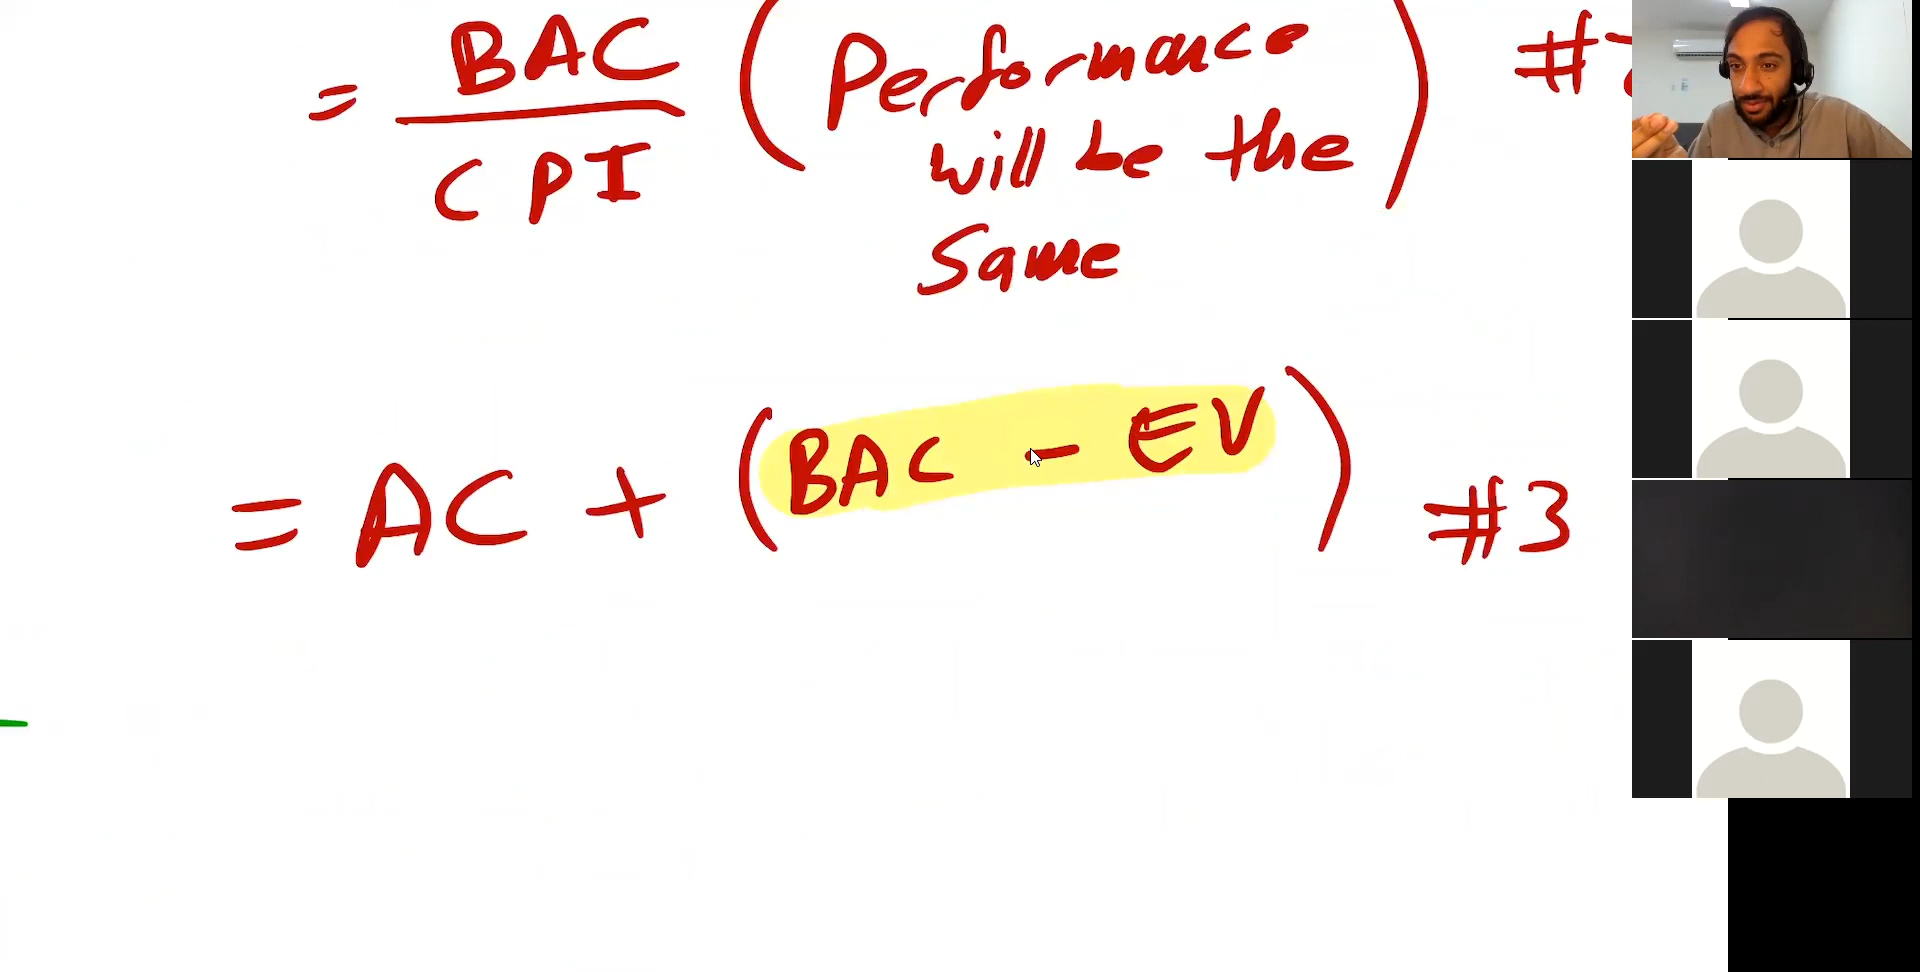 = BAC / CPI (Performance
will be the
Same)
= AC + (BAC - EV) #3